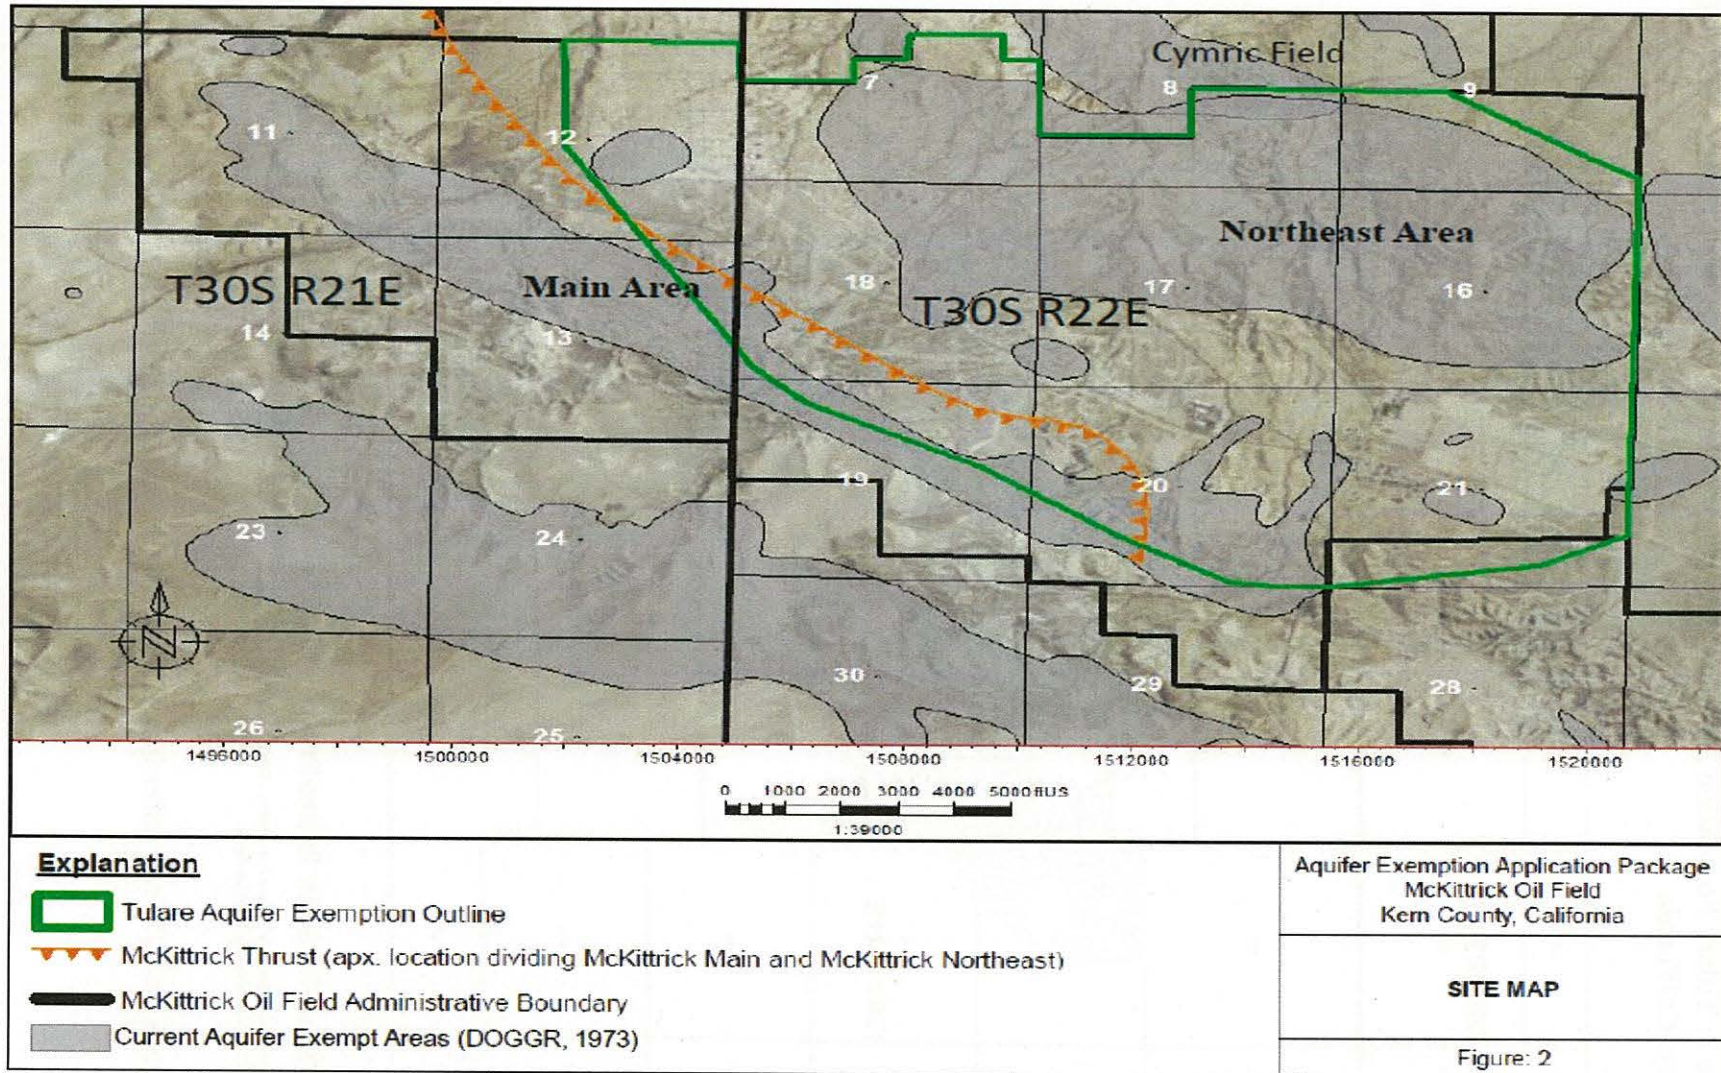 Cymric Field
7
8
9
11
12
Northeast Area
T30S R21E
Main Area
18
T30S R22E
17
16
14
13
19
20
21
23
24
30
29
28
26
25
N
1496000 1500000 1504000 1508000 1512000 1516000 1520000
0 1000 2000 3000 4000 5000ftUS
1:39000
Explanation
Tulare Aquifer Exemption Outline
McKittrick Thrust (apx. location dividing McKittrick Main and McKittrick Northeast)
McKittrick Oil Field Administrative Boundary
Current Aquifer Exempt Areas (DOGGR, 1973)
Aquifer Exemption Application Package
McKittrick Oil Field
Kern County, California
SITE MAP
Figure: 2